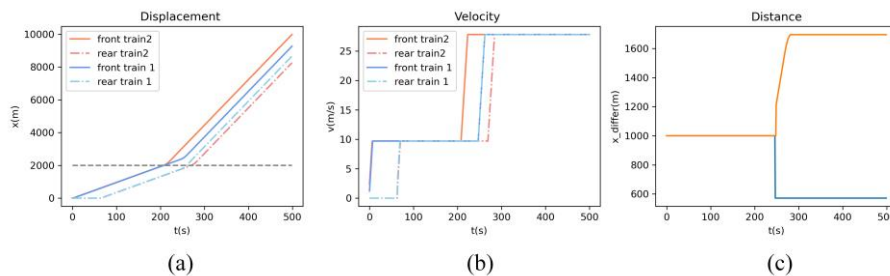 Displacement
10000
8000
6000
4000
2000
0
x(m)
front train2
rear train2
front train 1
rear train 1
0 100 200 300 400 500
t(s)
(a)
Velocity
25
20
15
10
5
0
v(m/s)
front train2
rear train2
front train 1
rear train 1
0 100 200 300 400 500
t(s)
(b)
Distance
1600
1400
1200
1000
800
600
x_differ(m)
0 100 200 300 400 500
t(s)
(c)